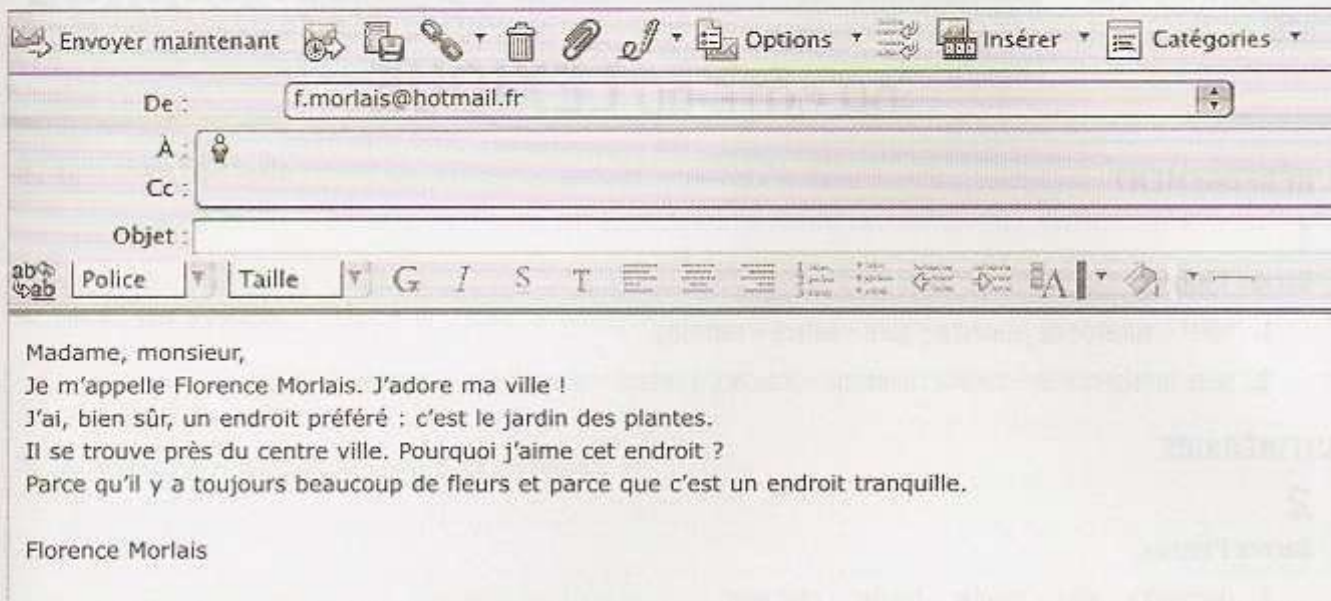 Envoyer maintenant Options Insérer Catégories
De : f.morlais@hotmail.fr
À :
Cc :
Objet :
Police Taille G I S T
Madame, monsieur,
Je m'appelle Florence Morlais. J'adore ma ville !
J'ai, bien sûr, un endroit préféré : c'est le jardin des plantes.
Il se trouve près du centre ville. Pourquoi j'aime cet endroit ?
Parce qu'il y a toujours beaucoup de fleurs et parce que c'est un endroit tranquille.
Florence Morlais